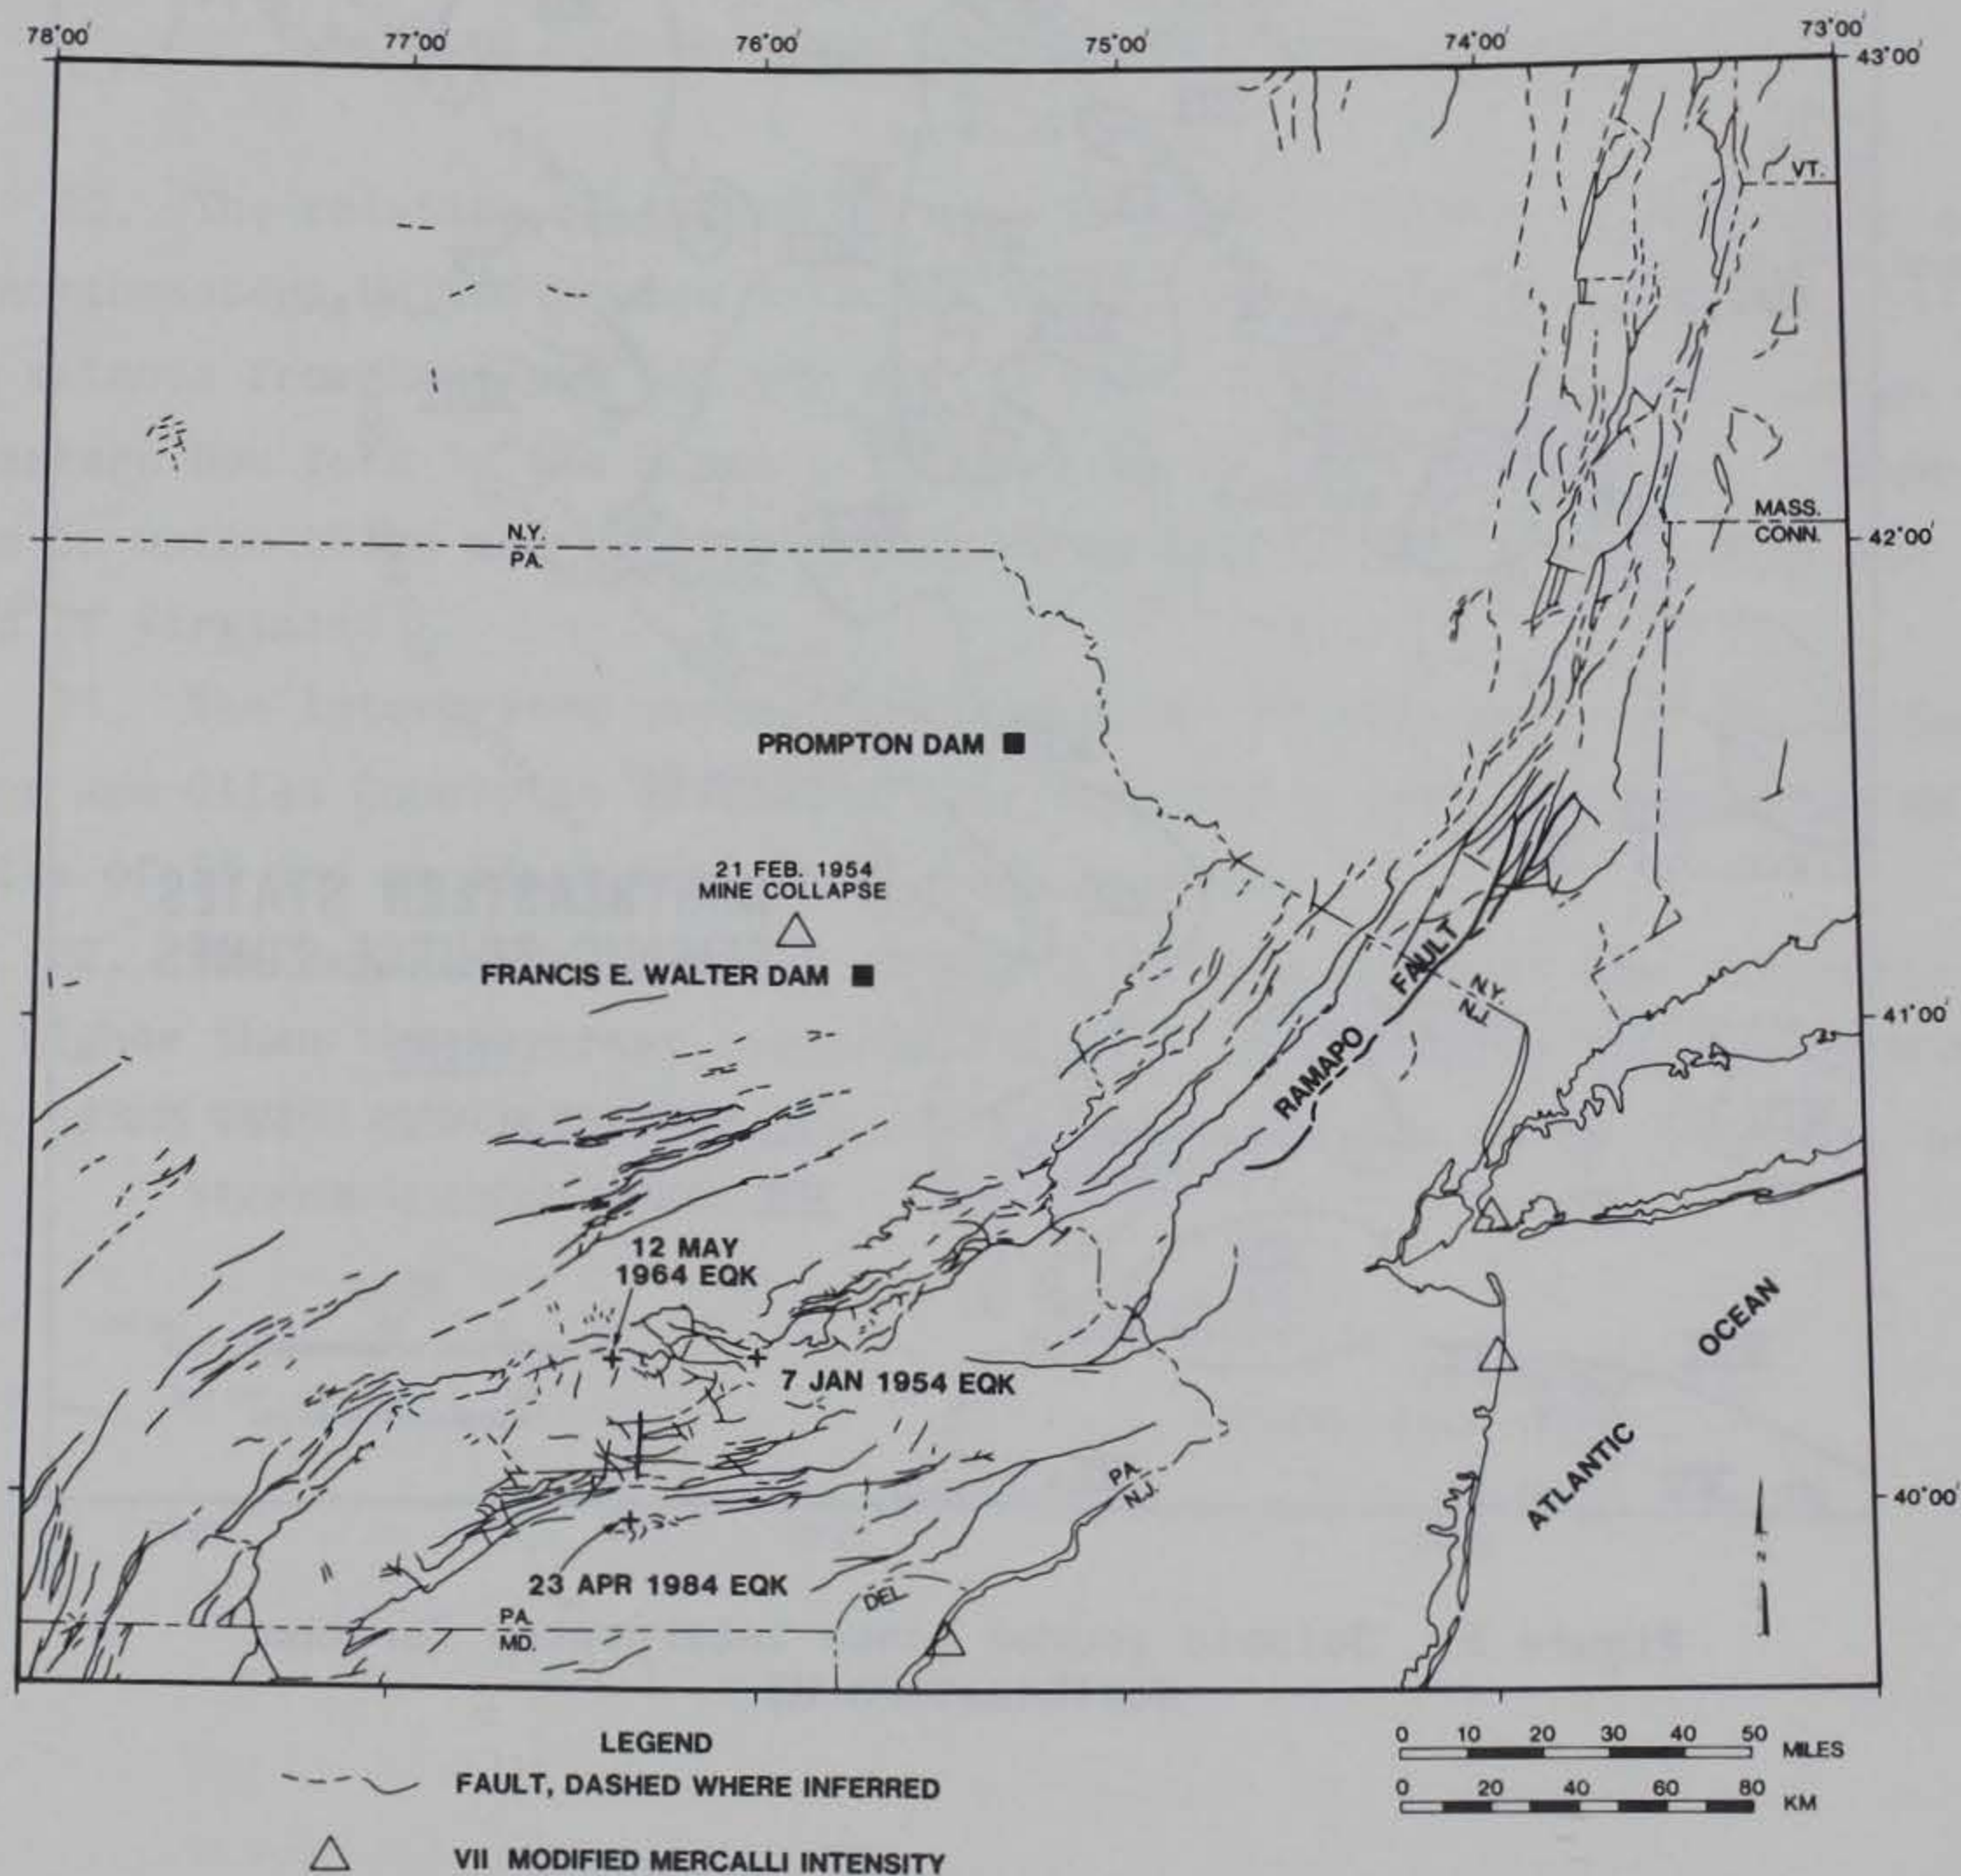 78°00' 77°00' 76°00' 75°00' 74°00' 73°00'
43°00'
VT.
MASS.
CONN.
42°00'
N.Y.
PA.
PROMPTON DAM
21 FEB. 1954
MINE COLLAPSE
FRANCIS E. WALTER DAM
RAMAPO FAULT
N.Y.
N.J.
41°00'
12 MAY
1964 EQK
7 JAN 1954 EQK
ATLANTIC OCEAN
PA.
N.J.
40°00'
N
23 APR 1984 EQK
DEL
PA.
MD.
LEGEND
FAULT, DASHED WHERE INFERRED
VII MODIFIED MERCALLI INTENSITY
0 10 20 30 40 50 MILES
0 20 40 60 80 KM